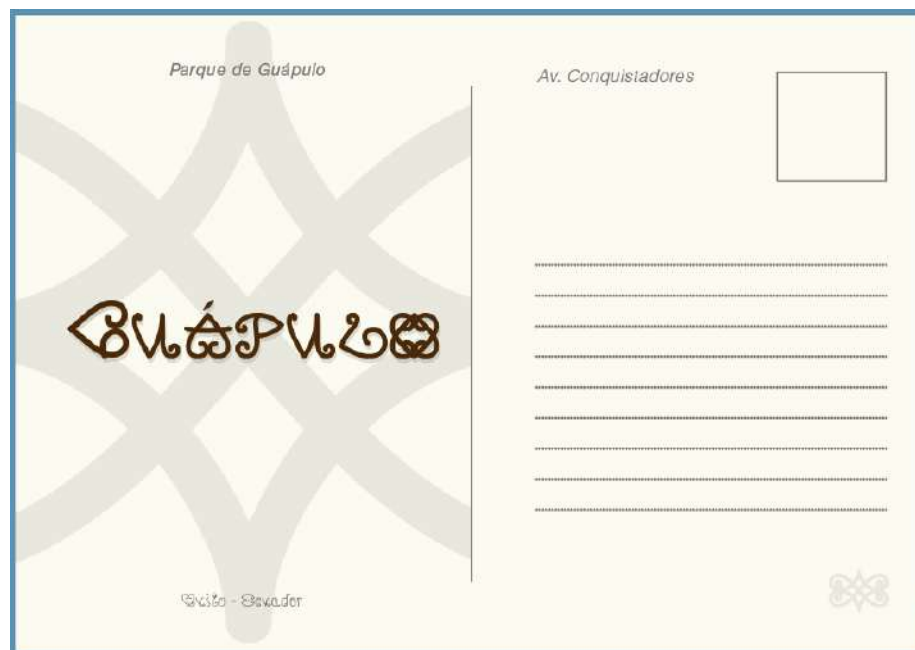 Parque de Guápulo
Av. Conquistadores
GUÁPULO
Quito - Ecuador